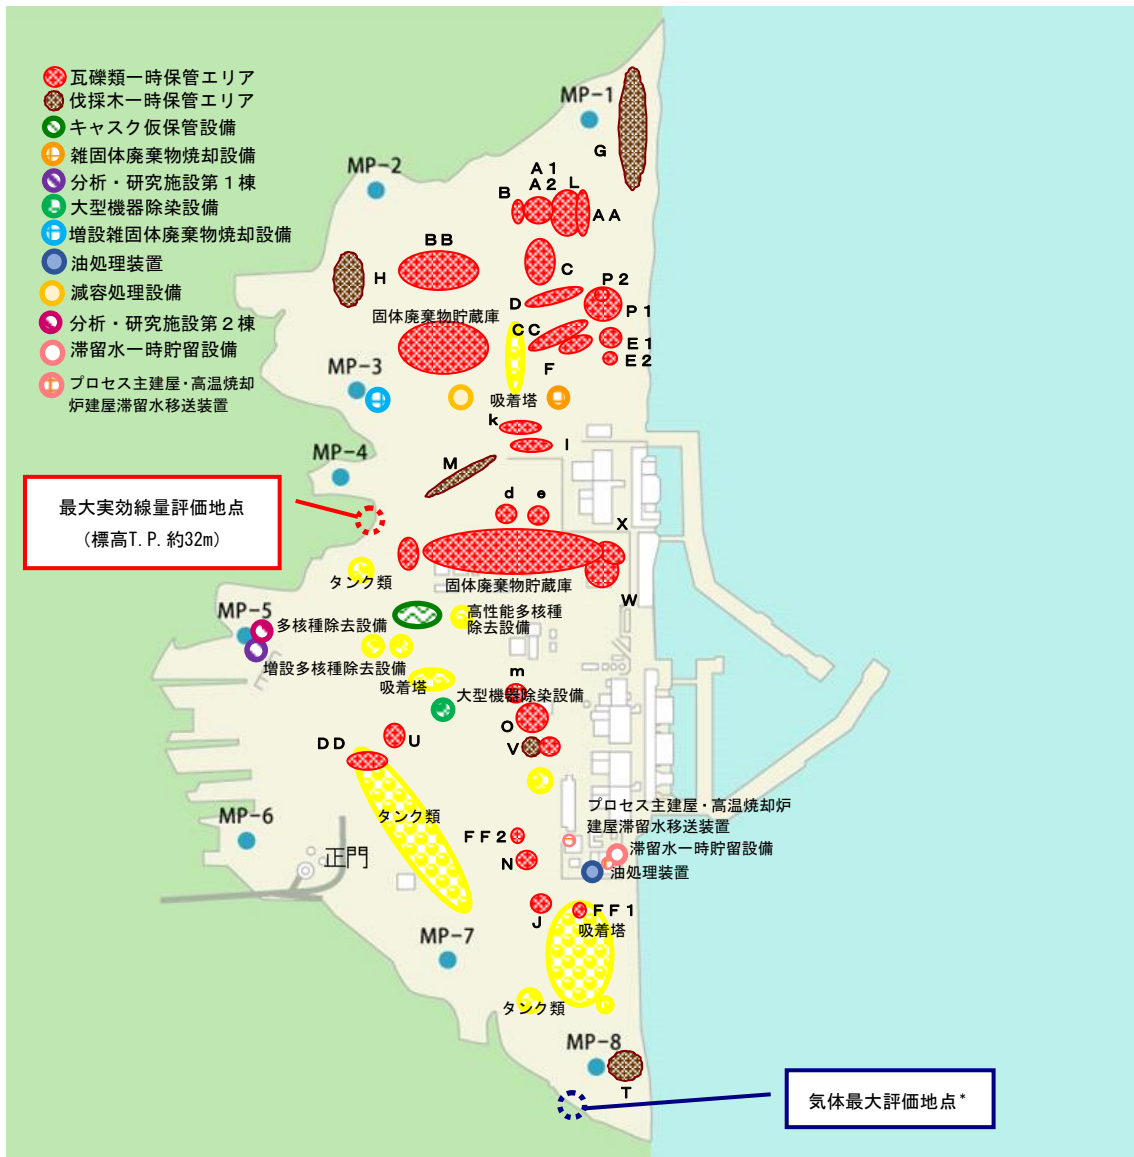 瓦礫類一時保管エリア
伐採木一時保管エリア
キャスク仮保管設備
雑固体廃棄物焼却設備
分析・研究施設第１棟
大型機器除染設備
増設雑固体廃棄物焼却設備
油処理装置
減容処理設備
分析・研究施設第２棟
滞留水一時貯留設備
プロセス主建屋・高温焼却
炉建屋滞留水移送装置
MP-1
G
MP-2
A１
A２
L
B
AA
BB
H
C
P２
D
P１
固体廃棄物貯蔵庫
CC
E１
E２
MP-3
F
吸着塔
k
l
MP-4
M
d
e
X
最大実効線量評価地点
(標高T.P.約32m)
タンク類
固体廃棄物貯蔵庫
W
MP-5
高性能多核種
除去設備
多核種除去設備
増設多核種除去設備
吸着塔
m
大型機器除染設備
O
U
DD
V
タンク類
MP-6
プロセス主建屋・高温焼却炉
建屋滞留水移送装置
FF２
滞留水一時貯留設備
正門
N
油処理装置
J
FF１
吸着塔
MP-7
タンク類
MP-8
T
気体最大評価地点*